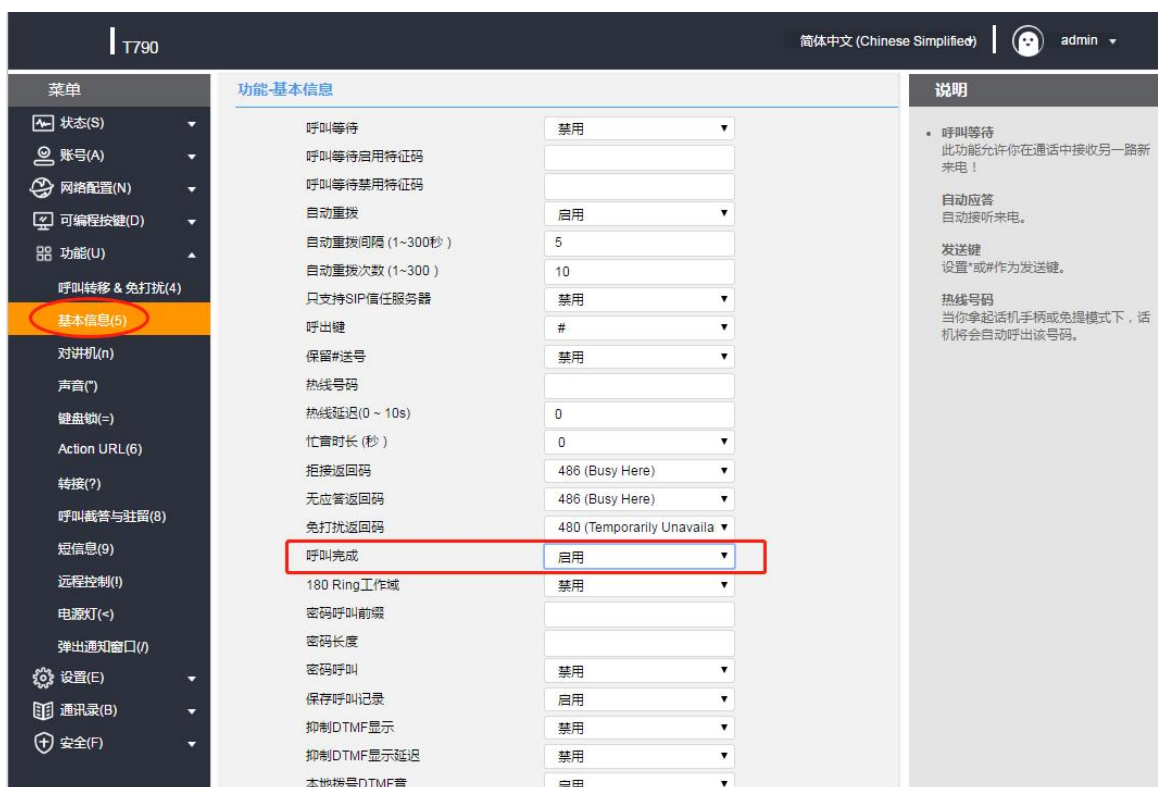 T790
简体中文 (Chinese Simplified)
admin
菜单
状态(S)
账号(A)
网络配置(N)
可编程按键(D)
功能(U)
呼叫转移 & 免打扰(4)
基本信息(5)
对讲机(n)
声音(")
键盘锁(=)
Action URL(6)
转接(?)
呼叫截答与驻留(8)
短信息(9)
远程控制(!)
电源灯(<)
弹出通知窗口(/)
设置(E)
通讯录(B)
安全(F)
功能-基本信息
呼叫等待 禁用
呼叫等待启用特征码
呼叫等待禁用特征码
自动重拨 启用
自动重拨间隔 (1~300秒 ) 5
自动重拨次数 (1~300 ) 10
只支持SIP信任服务器 禁用
呼出键 #
保留#送号 禁用
热线号码
热线延迟(0 ~ 10s) 0
忙音时长 (秒 ) 0
拒接返回码 486 (Busy Here)
无应答返回码 486 (Busy Here)
免打扰返回码 480 (Temporarily Unavaila
呼叫完成 启用
180 Ring工作域 禁用
密码呼叫前缀
密码长度
密码呼叫 禁用
保存呼叫记录 启用
抑制DTMF显示 禁用
抑制DTMF显示延迟 禁用
本地拨号DTMF音 启用
说明
呼叫等待
此功能允许你在通话中接收另一路新
来电！
自动应答
自动接听来电。
发送键
设置*或#作为发送键。
热线号码
当你拿起话机手柄或免提模式下，话
机将会自动呼出该号码。